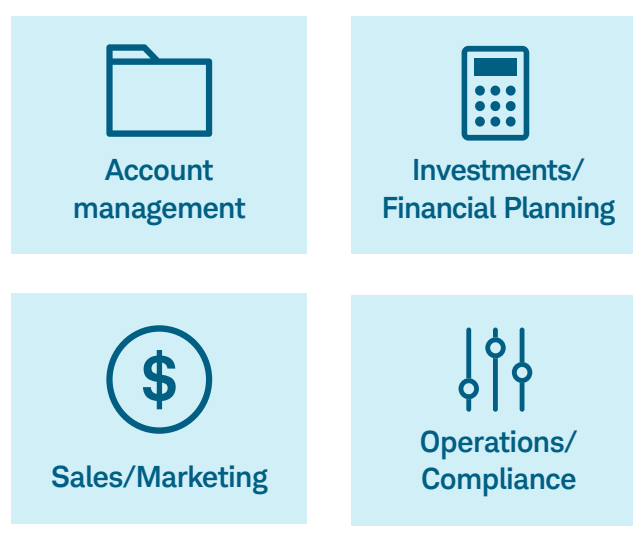 Account
management
Investments/
Financial Planning
$
Sales/Marketing
Operations/
Compliance